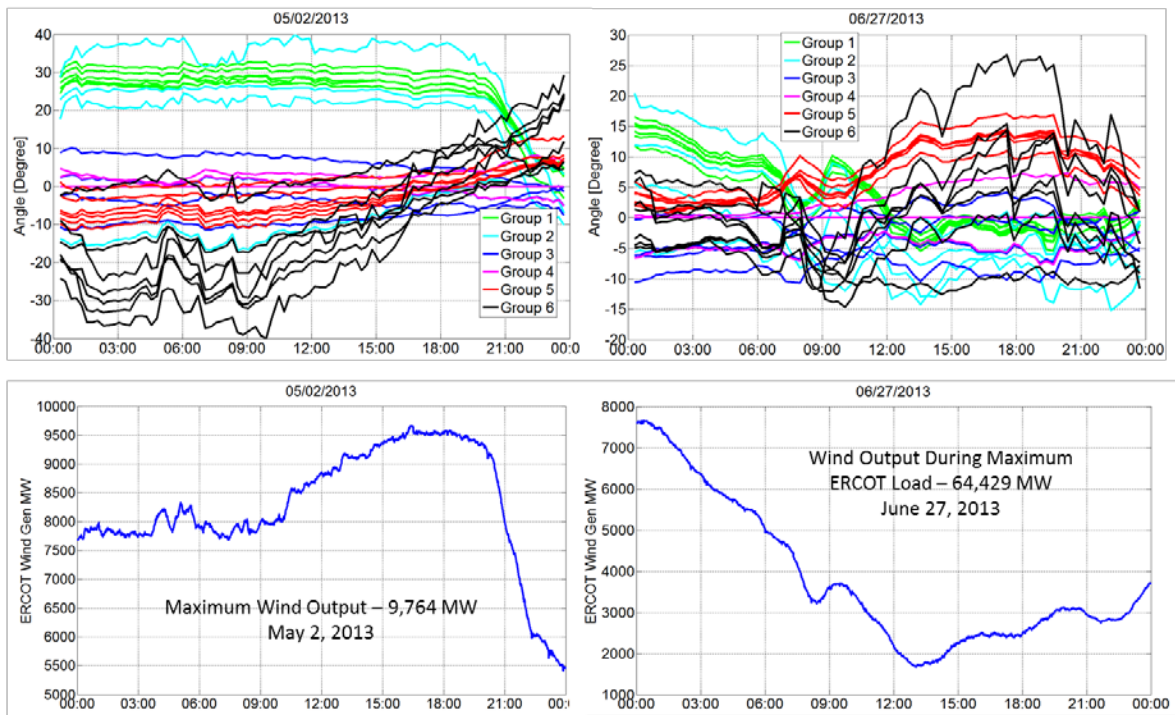 05/02/2013
Angle [Degree]
40
30
20
10
0
-10
-20
-30
-40
Group 1
Group 2
Group 3
Group 4
Group 5
Group 6
00:00 03:00 06:00 09:00 12:00 15:00 18:00 21:00 00:00
06/27/2013
Angle [Degree]
30
25
20
15
10
5
0
-5
-10
-15
-20
Group 1
Group 2
Group 3
Group 4
Group 5
Group 6
00:00 03:00 06:00 09:00 12:00 15:00 18:00 21:00 00:00
05/02/2013
ERCOT Wind Gen MW
10000
9500
9000
8500
8000
7500
7000
6500
6000
5500
5000
Maximum Wind Output – 9,764 MW
May 2, 2013
00:00 03:00 06:00 09:00 12:00 15:00 18:00 21:00 00:00
06/27/2013
ERCOT Wind Gen MW
8000
7000
6000
5000
4000
3000
2000
1000
Wind Output During Maximum
ERCOT Load – 64,429 MW
June 27, 2013
00:00 03:00 06:00 09:00 12:00 15:00 18:00 21:00 00:00